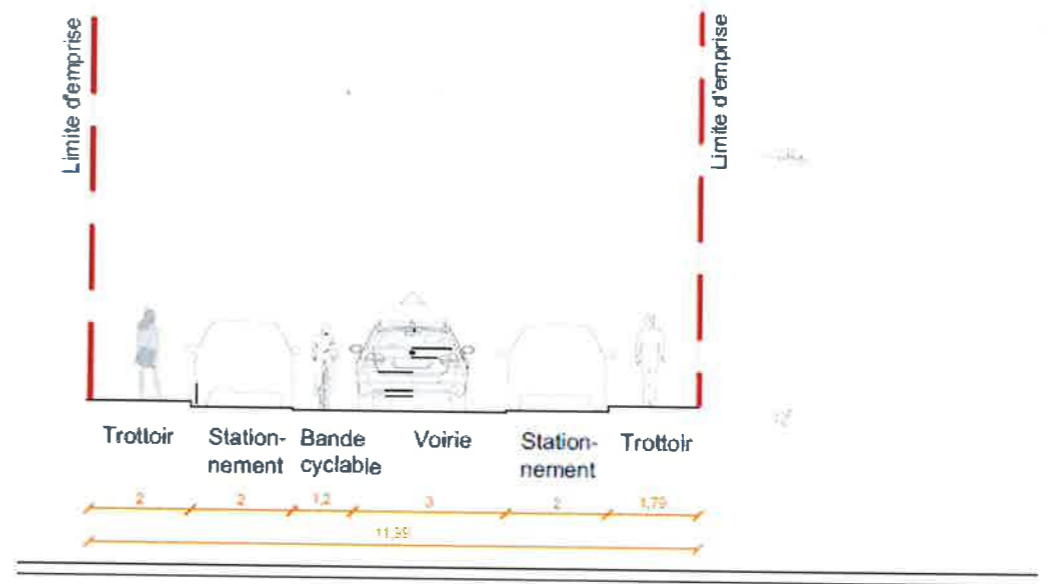 Limite d'emprise
Limite d'emprise
Trottoir
Station-
nement
Bande
cyclable
Voirie
Station-
nement
Trottoir
2
2
1,2
3
2
1,79
11,99